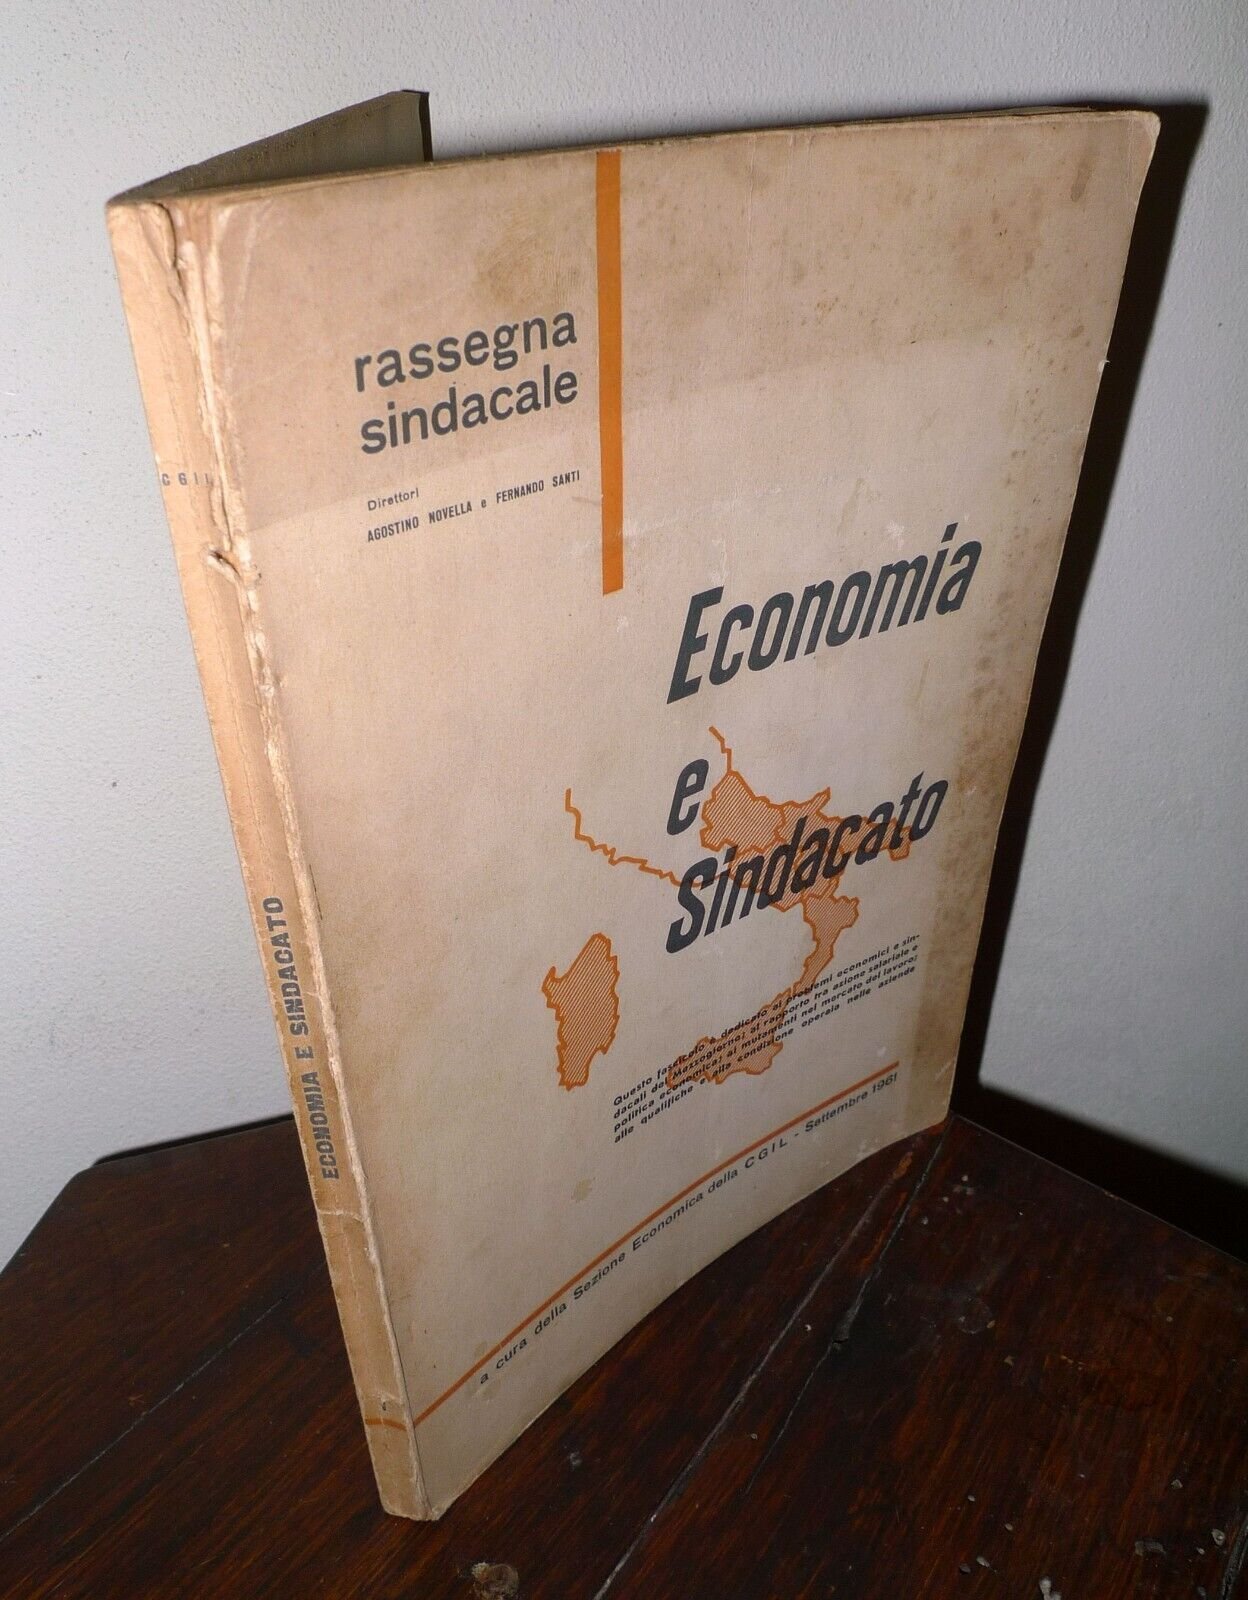 rassegna
sindacale
Direttori
AGOSTINO NOVELLA e FERNANDO SANTI
Economia
e
Sindacato
Questo fascicolo è dedicato ai problemi economici e sin-
dacali del Mezzogiorno; al rapporto tra azione salariale e
politica economica; ai mutamenti nel mercato del lavoro;
alle qualifiche e alla condizione operaia nelle aziende
a cura della Sezione Economica della CGIL - Settembre 1961
CGIL
ECONOMIA E SINDACATO